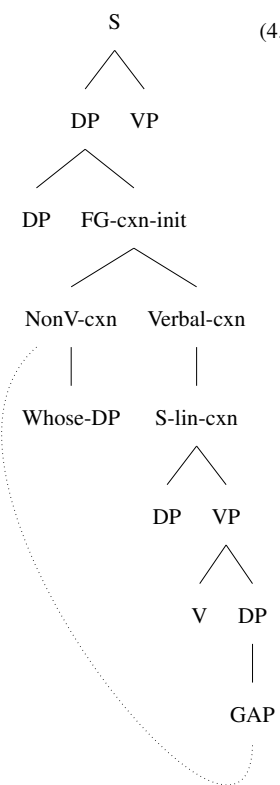 S
(4.
DP VP
DP FG-cxn-init
NonV-cxn Verbal-cxn
Whose-DP S-lin-cxn
DP VP
V DP
GAP